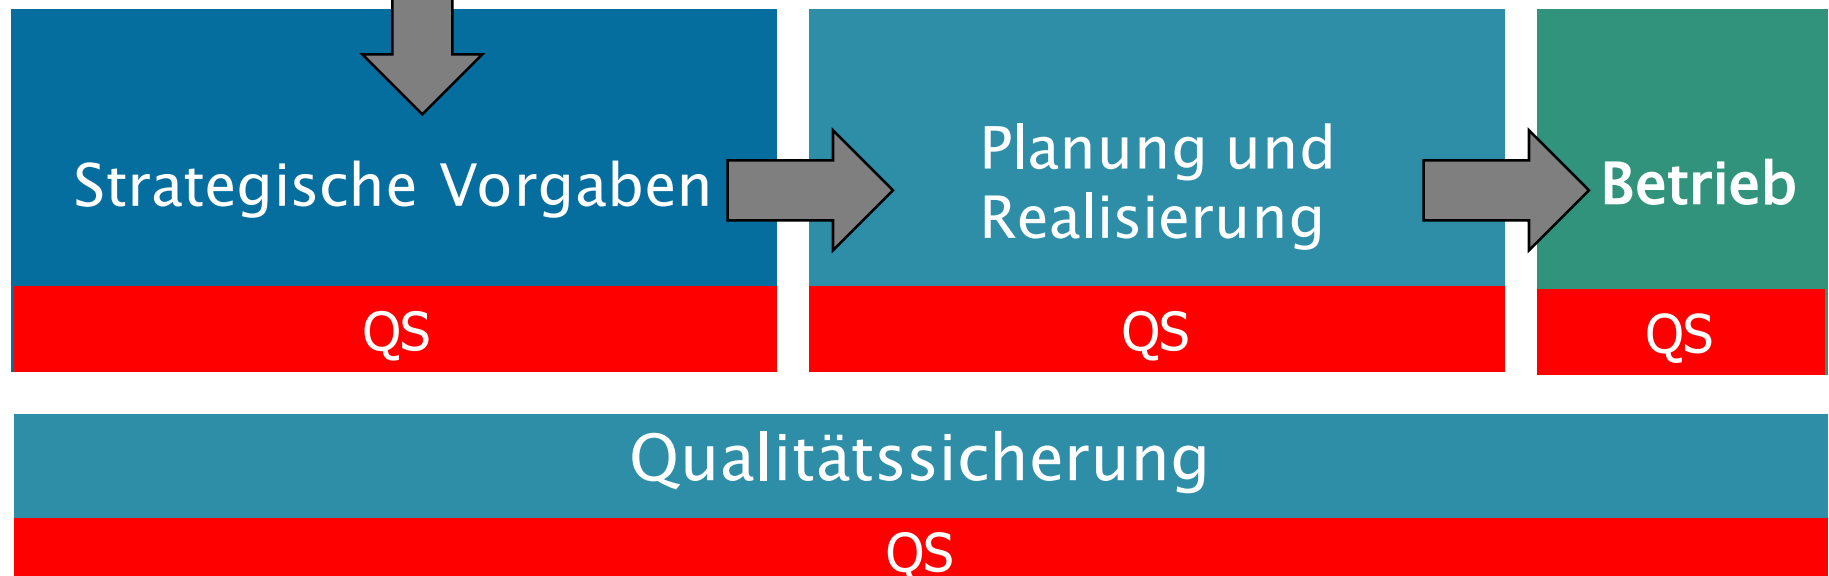 Strategische Vorgaben
Planung und
Realisierung
Betrieb
QS
QS
QS
Qualitätssicherung
QS